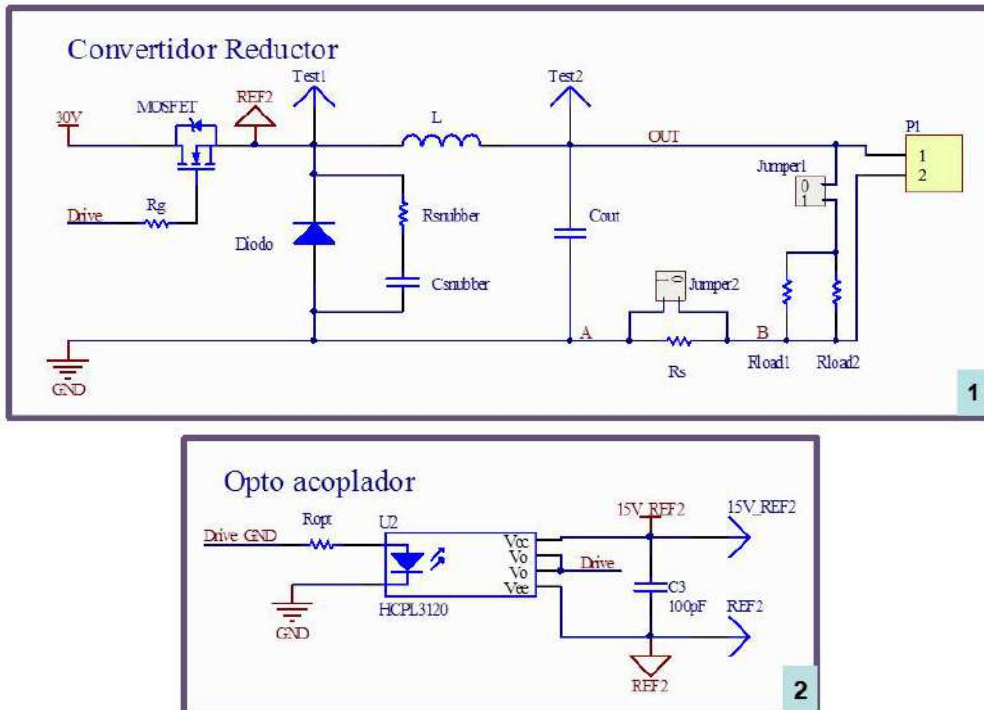 Convertidor Reductor
Test1
Test2
REF2
MOSFET
30V
L
OUT
P1
1
2
Jumper1
0
1
Rg
Drive
Rsnubber
Cout
Diodo
Csnubber
1 0
Jumper2
A
B
Rs
Rload1
Rload2
GND
1
Opto acoplador
Ropt
U2
15V_REF2
15V_REF2
Drive GND
Vcc
Vo
Vo
Vee
Drive
C3
100pF
HCPL3120
REF2
GND
REF2
2